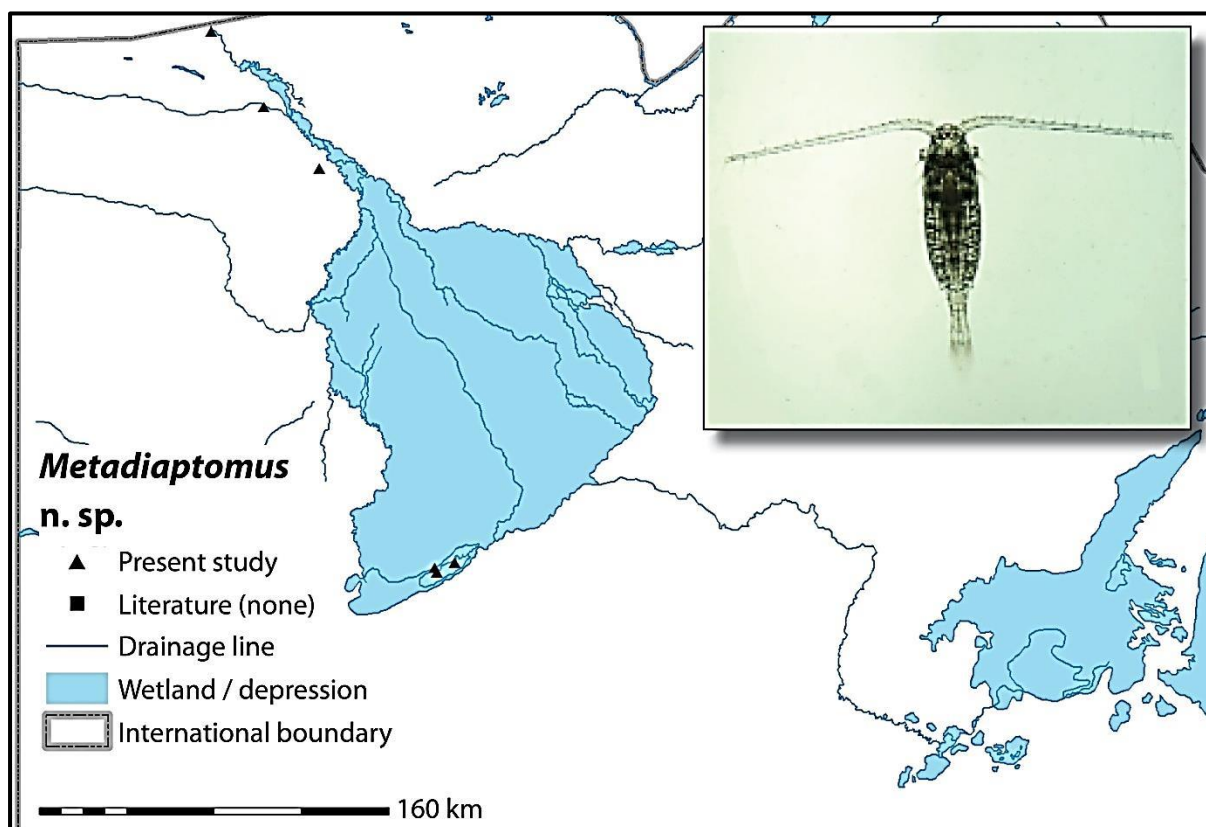 Metadiaptomus
n. sp.
Present study
Literature (none)
Drainage line
Wetland / depression
International boundary
160 km